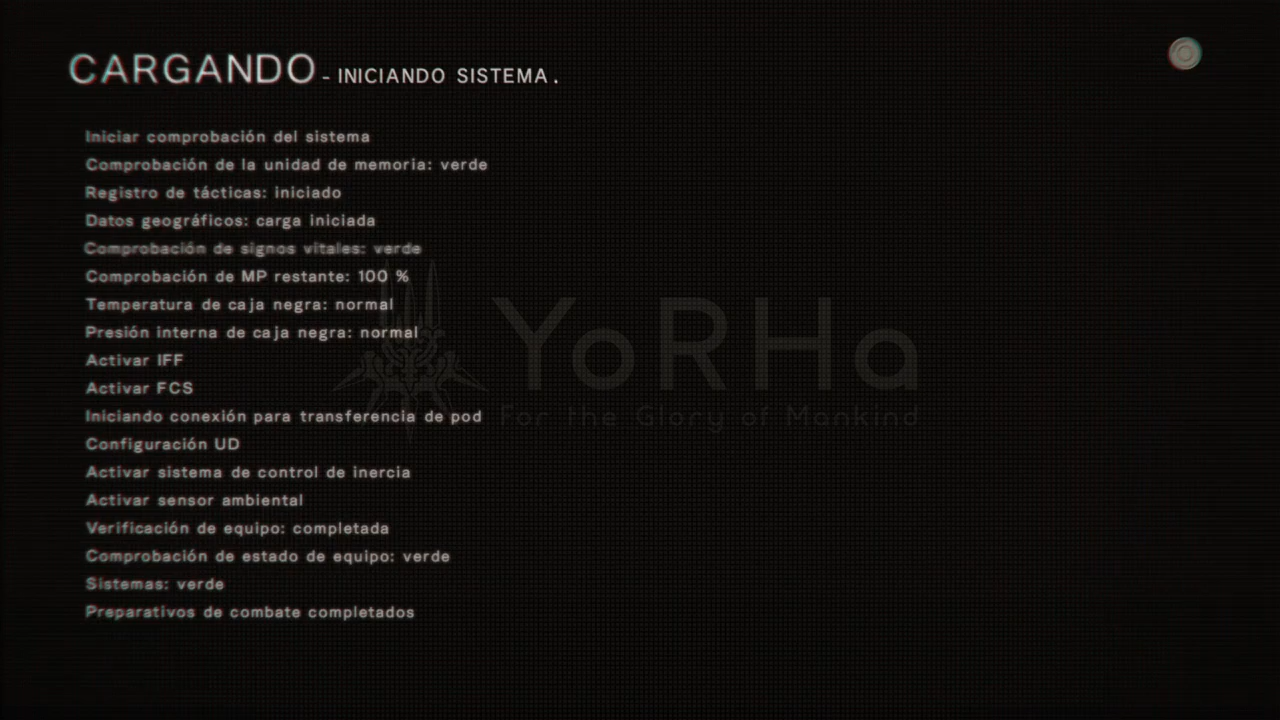 CARGANDO - INICIANDO SISTEMA.
Iniciar comprobación del sistema
Comprobación de la unidad de memoria: verde
Registro de tácticas: iniciado
Datos geográficos: carga iniciada
Comprobación de signos vitales: verde
Comprobación de MP restante: 100 %
Temperatura de caja negra: normal
Presión interna de caja negra: normal
Activar IFF
Activar FCS
Iniciando conexión para transferencia de pod
Configuración UD
Activar sistema de control de inercia
Activar sensor ambiental
Verificación de equipo: completada
Comprobación de estado de equipo: verde
Sistemas: verde
Preparativos de combate completados
YoRHa
For the Glory of Mankind